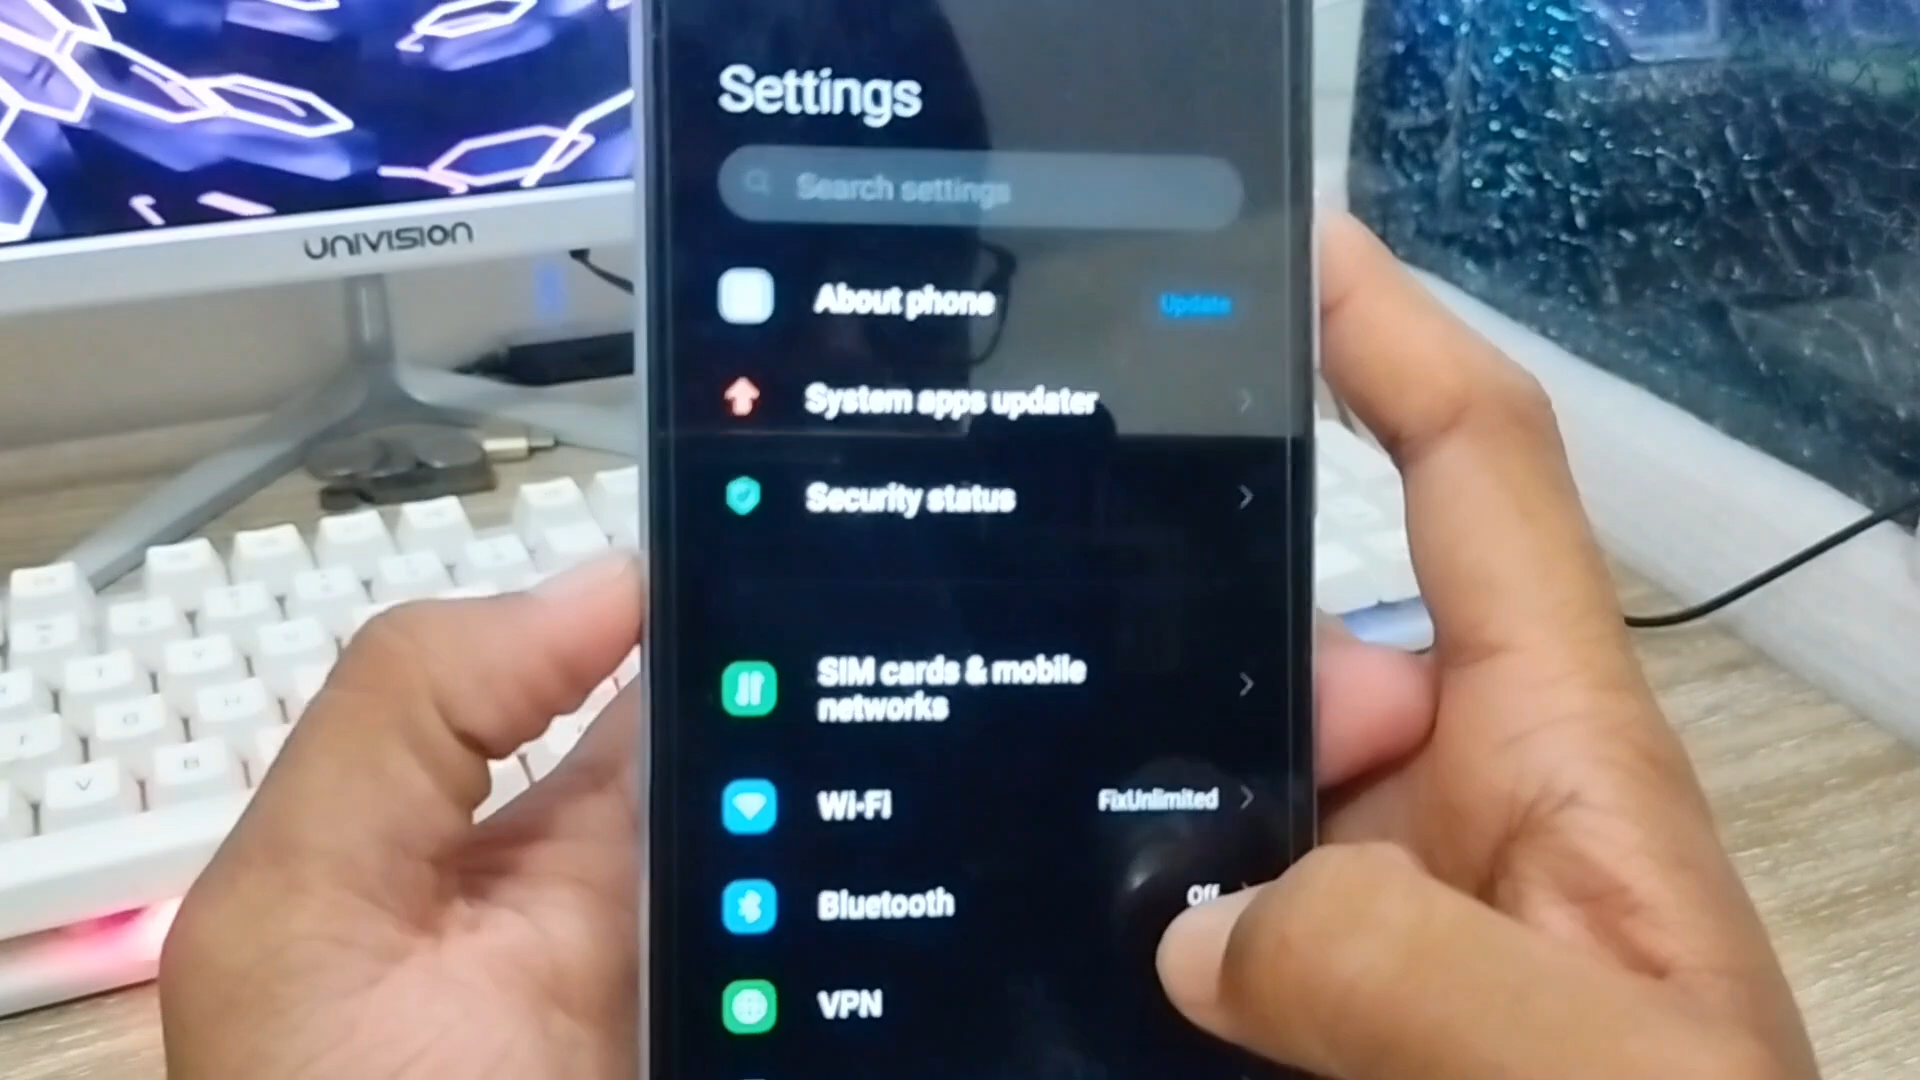 UNIVISION
Settings
Search settings
About phone
Update
System apps updater
Security status
SIM cards & mobile
networks
Wi-Fi
FixUnlimited
Bluetooth
Off
VPN
V
B
G
H